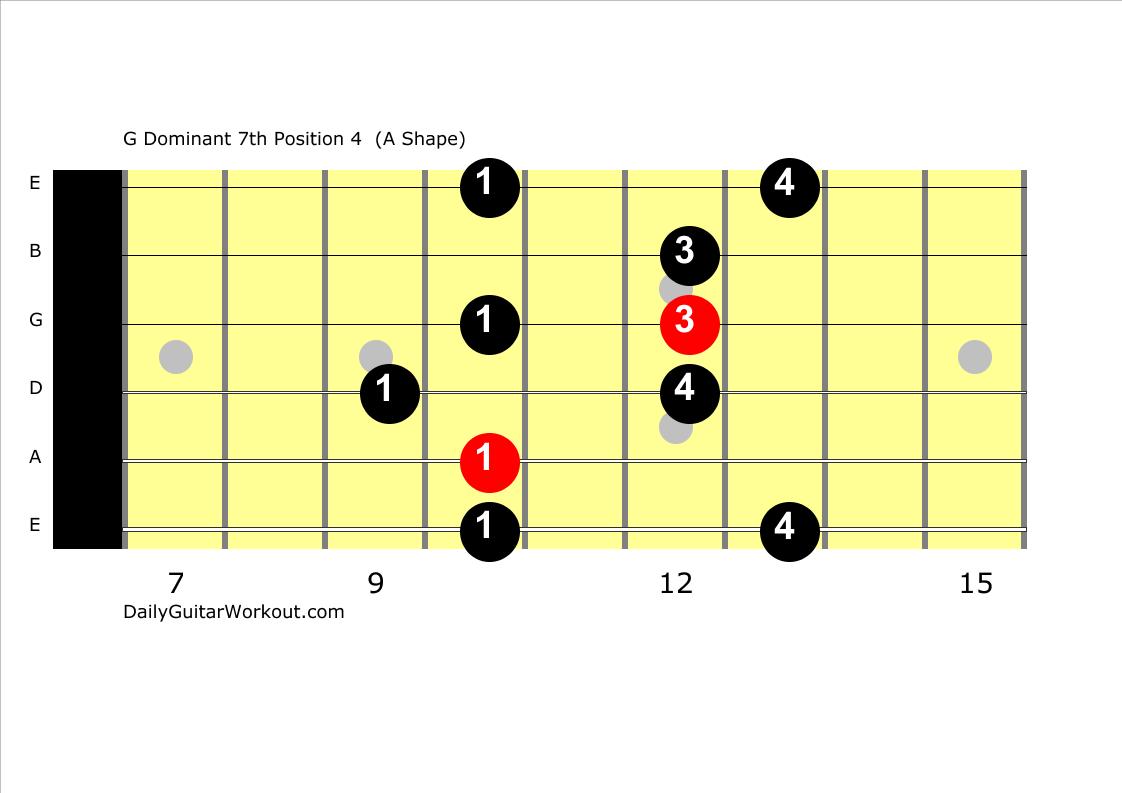 G Dominant 7th Position 4 (A Shape)
E 1 4
B 3
G 1 3
D 1 4
A 1
E 1 4
7 9 12 15
DailyGuitarWorkout.com